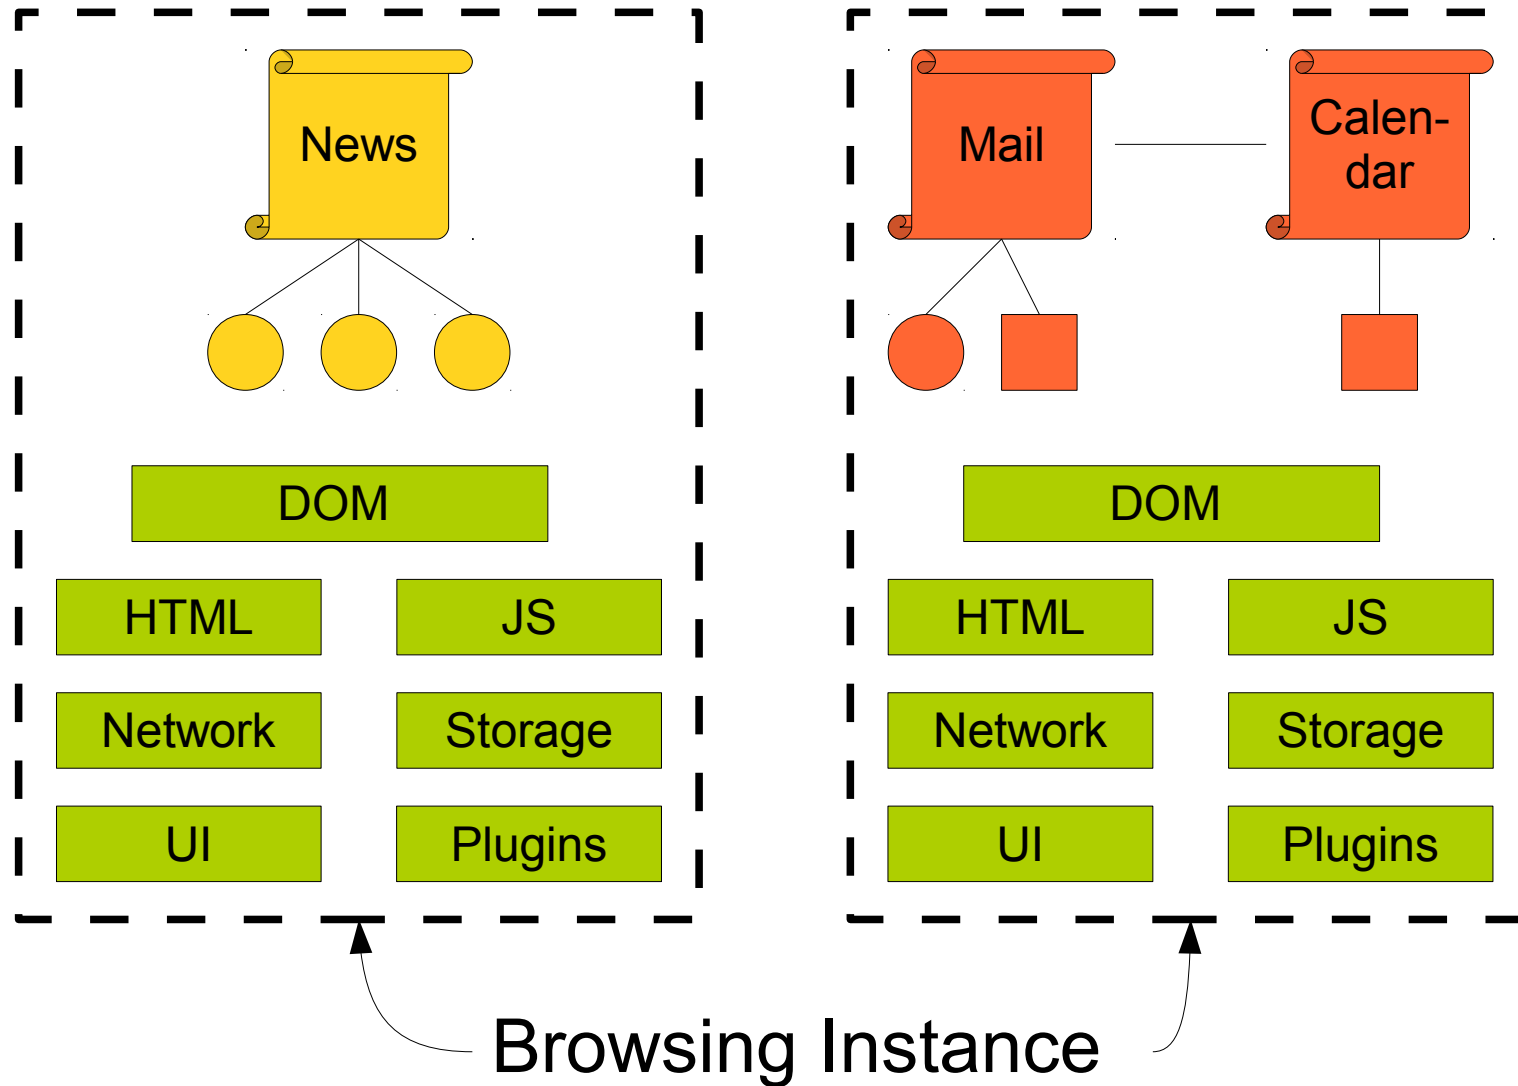 News
Mail
Calen-
dar
DOM
DOM
HTML
JS
HTML
JS
Network
Storage
Network
Storage
UI
Plugins
UI
Plugins
Browsing Instance